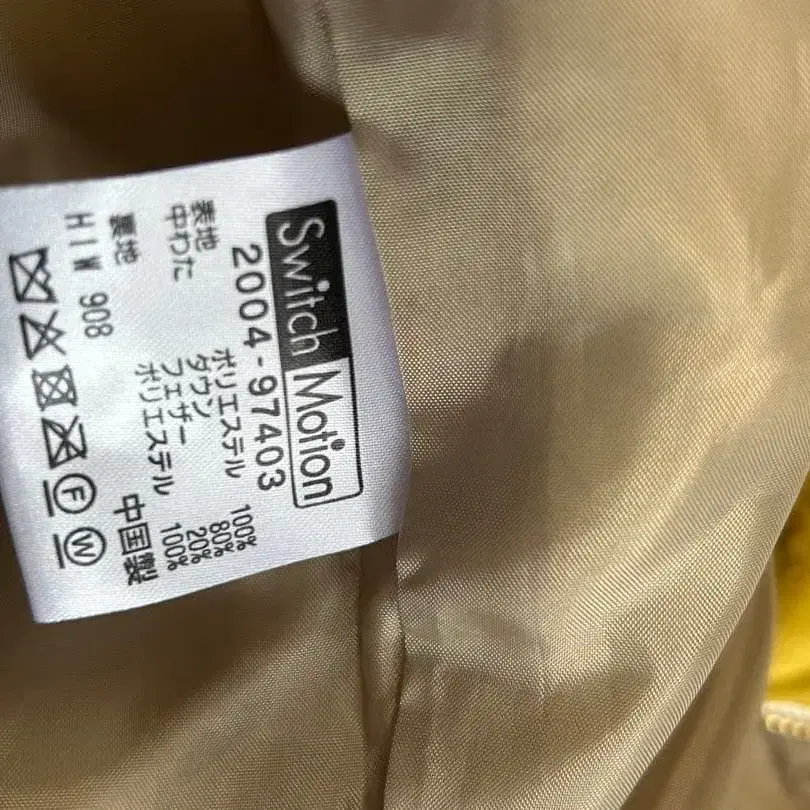 Switch Motion
2004-97403
表地 ポリエステル 100%
中わた ダウン 80%
フェザー 20%
裏地 ポリエステル 100%
HIW 908 中国製
F W